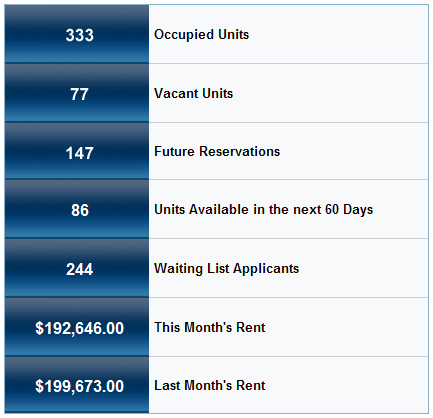 333 Occupied Units
77 Vacant Units
147 Future Reservations
86 Units Available in the next 60 Days
244 Waiting List Applicants
$192,646.00 This Month's Rent
$199,673.00 Last Month's Rent